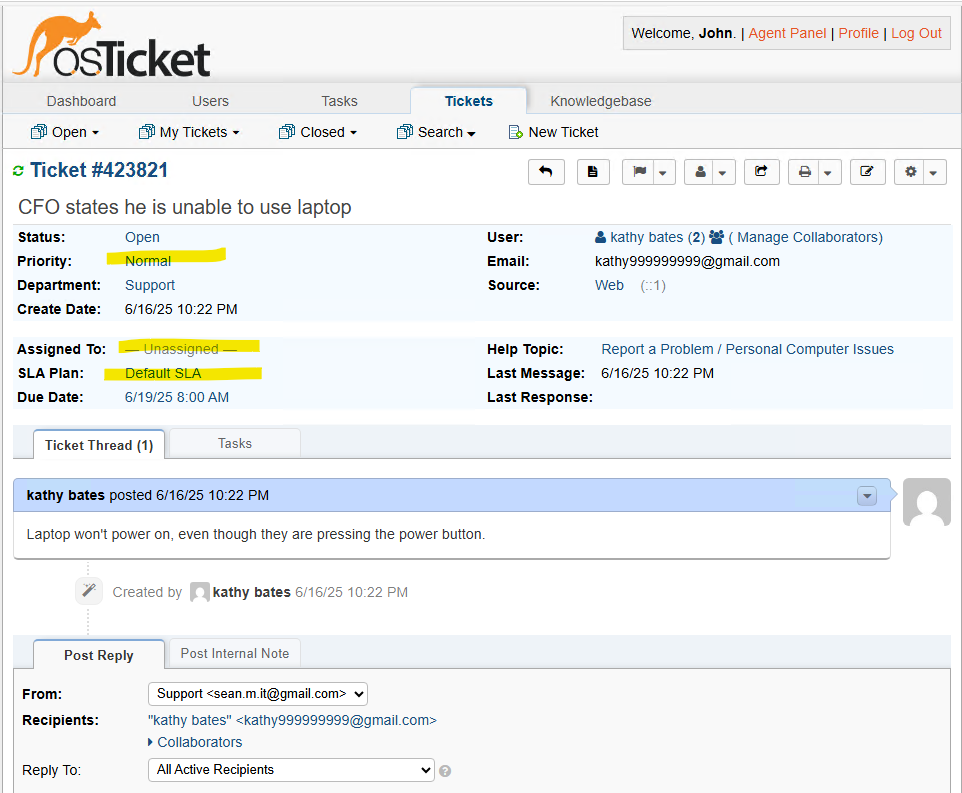 osTicket
Welcome, John. | Agent Panel | Profile | Log Out
Dashboard Users Tasks Tickets Knowledgebase
Open My Tickets Closed Search New Ticket
Ticket #423821
CFO states he is unable to use laptop
Status: Open User: kathy bates (2) ( Manage Collaborators)
Priority: Normal Email: kathy999999999@gmail.com
Department: Support Source: Web (::1)
Create Date: 6/16/25 10:22 PM
Assigned To: — Unassigned — Help Topic: Report a Problem / Personal Computer Issues
SLA Plan: Default SLA Last Message: 6/16/25 10:22 PM
Due Date: 6/19/25 8:00 AM Last Response:
Ticket Thread (1) Tasks
kathy bates posted 6/16/25 10:22 PM
Laptop won't power on, even though they are pressing the power button.
Created by kathy bates 6/16/25 10:22 PM
Post Reply Post Internal Note
From: Support <sean.m.it@gmail.com>
Recipients: "kathy bates" <kathy999999999@gmail.com>
Collaborators
Reply To: All Active Recipients ?